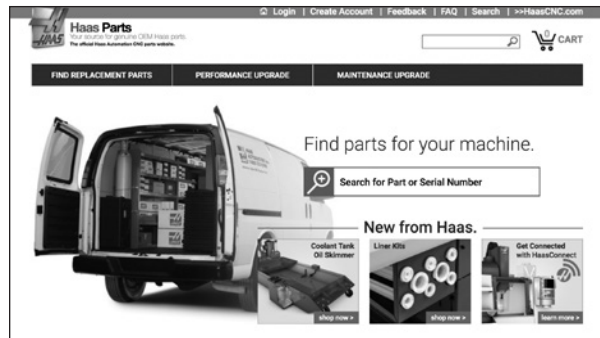 Login | Create Account | Feedback | FAQ | Search | >>HaasCNC.com
HAAS
Haas Parts
Your source for genuine OEM Haas parts.
The official Haas Automation CNC parts website.
0
CART
FIND REPLACEMENT PARTS
PERFORMANCE UPGRADE
MAINTENANCE UPGRADE
Find parts for your machine.
Search for Part or Serial Number
New from Haas.
Coolant Tank
Oil Skimmer
shop now >
Liner Kits
shop now >
Get Connected
with HaasConnect
learn more >